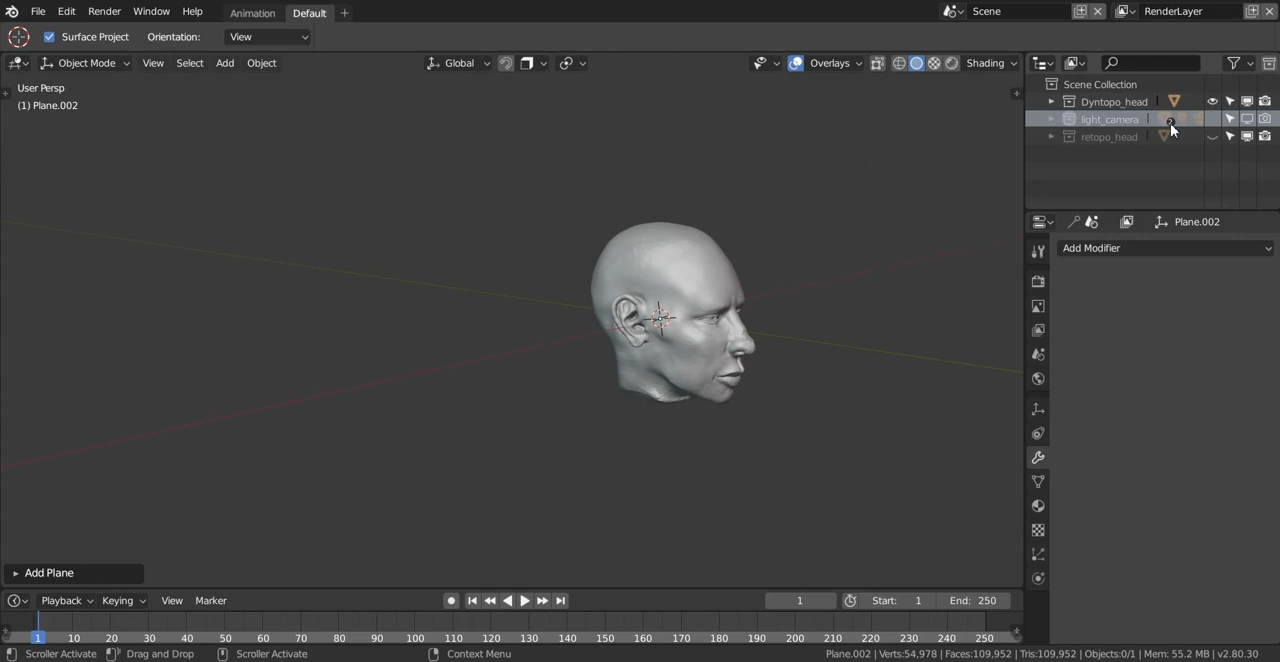 File Edit Render Window Help Animation Default + Scene RenderLayer
Surface Project Orientation: View
Object Mode View Select Add Object Global Overlays Shading
User Persp
(1) Plane.002
Scene Collection
Dyntopo_head
light_camera 2
retopo_head
Plane.002
Add Modifier
Add Plane
Playback Keying View Marker 1 Start: 1 End: 250
1 10 20 30 40 50 60 70 80 90 100 110 120 130 140 150 160 170 180 190 200 210 220 230 240 250
Scroller Activate Drag and Drop Scroller Activate Context Menu Plane.002 | Verts:54,978 | Faces:109,952 | Tris:109,952 | Objects:0/1 | Mem: 55.2 MB | v2.80.30